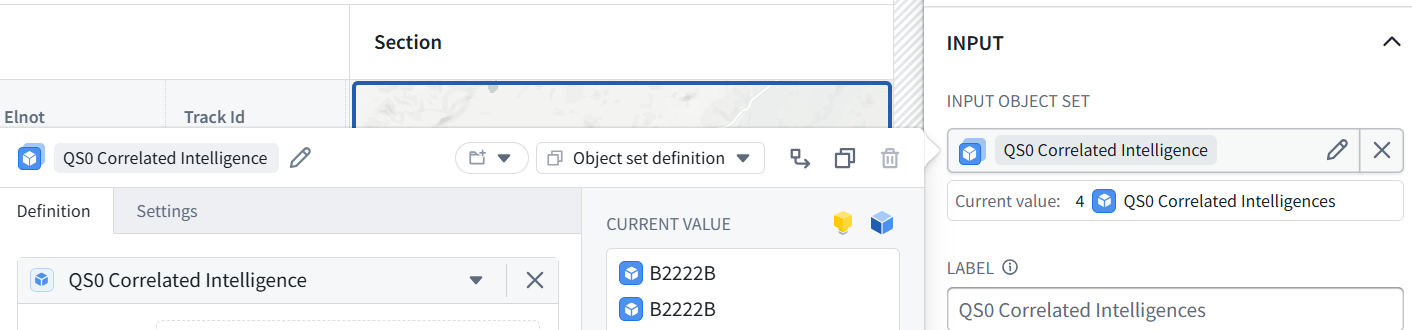 Section
INPUT
INPUT OBJECT SET
Elnot
Track Id
QS0 Correlated Intelligence
Object set definition
QS0 Correlated Intelligence
Current value: 4 QS0 Correlated Intelligences
Definition
Settings
CURRENT VALUE
LABEL
QS0 Correlated Intelligence
B2222B
B2222B
QS0 Correlated Intelligences